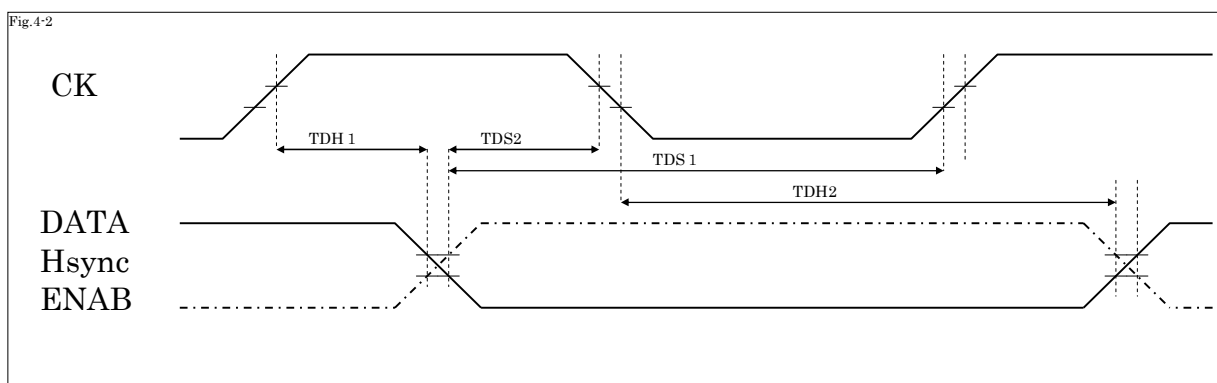 Fig.4-2
CK
TDH 1
TDS2
TDS 1
TDH2
DATA
Hsync
ENAB